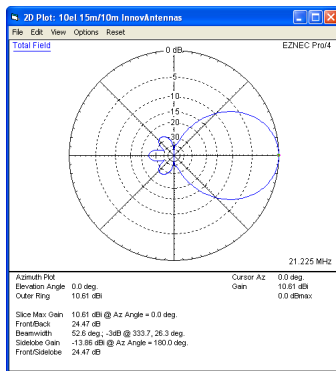 2D Plot: 10el 15m/10m InnovAntennas
File Edit View Options Reset
Total Field
EZNEC Pro/4
0 dB
-5
-10
-15
-20
-30
21.225 MHz
Azimuth Plot
Elevation Angle 0.0 deg.
Outer Ring 10.61 dBi
Cursor Az 0.0 deg.
Gain 10.61 dBi
0.0 dBmax
Slice Max Gain 10.61 dBi @ Az Angle = 0.0 deg.
Front/Back 24.47 dB
Beamwidth 52.6 deg.; -3dB @ 333.7, 26.3 deg.
Sidelobe Gain -13.86 dBi @ Az Angle = 180.0 deg.
Front/Sidelobe 24.47 dB